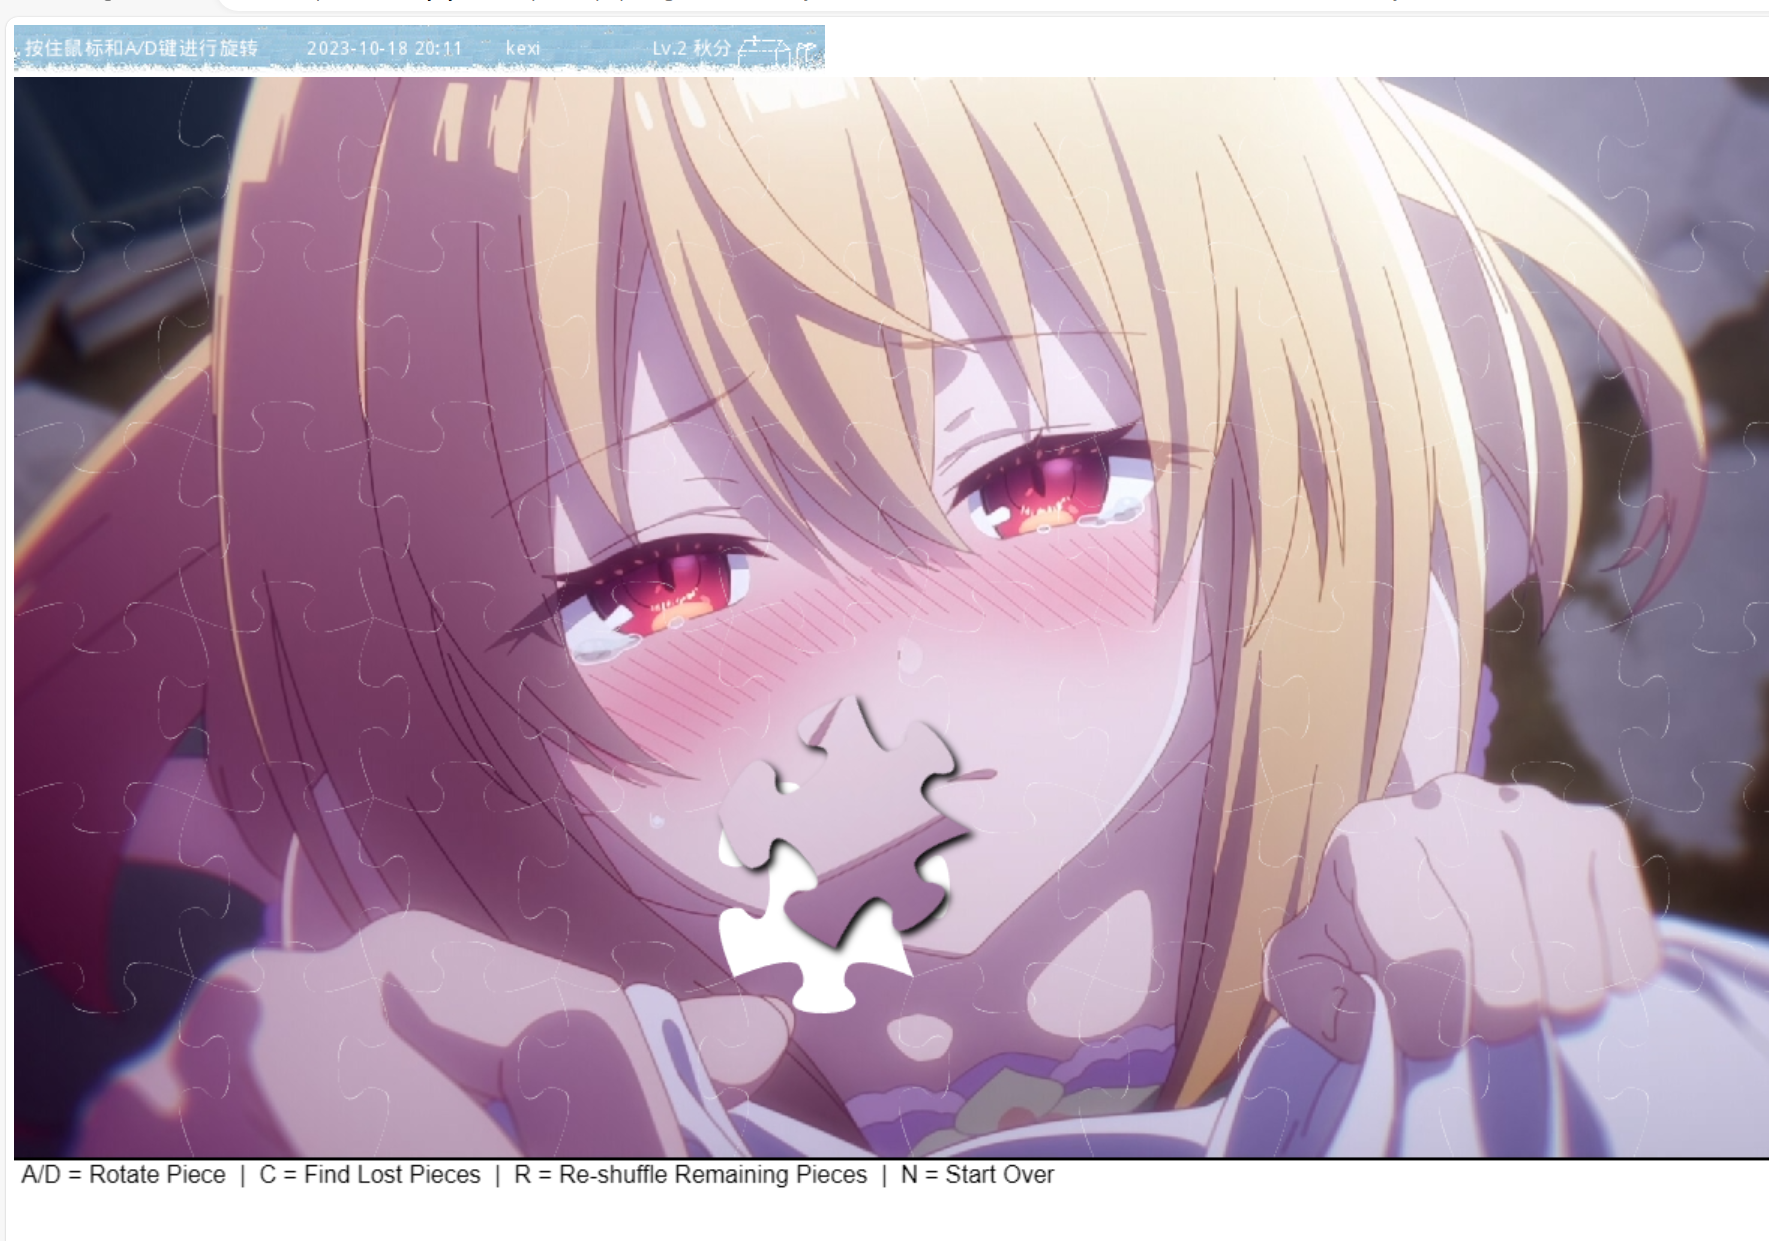 按住鼠标和A/D键进行旋转 2023-10-18 20:11 kexi Lv.2 秋分
A/D = Rotate Piece | C = Find Lost Pieces | R = Re-shuffle Remaining Pieces | N = Start Over